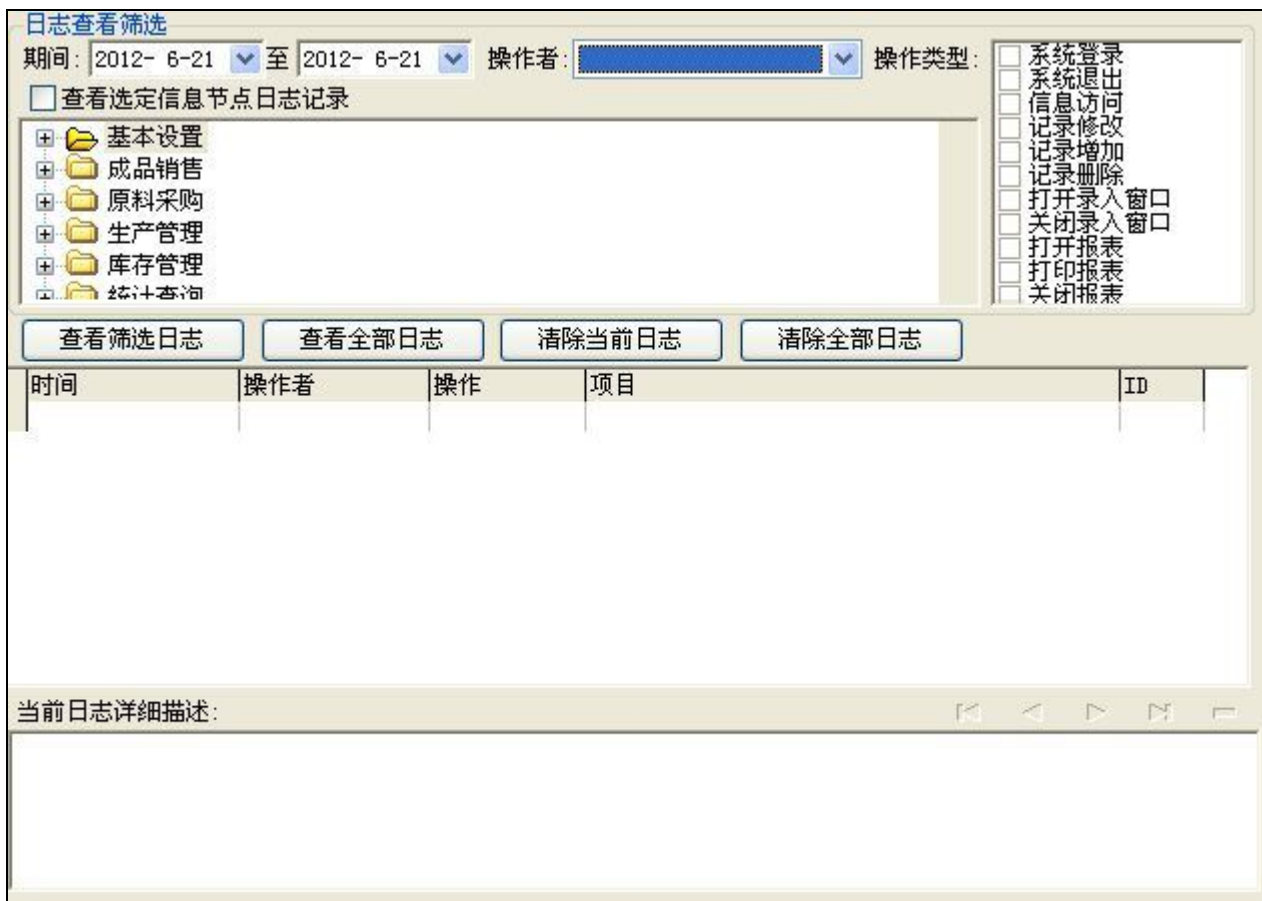 日志查看筛选
期间: 2012- 6-21 至 2012- 6-21 操作者: 操作类型:
系统登录
系统退出
信息访问
记录修改
记录增加
记录删除
打开录入窗口
关闭录入窗口
打开报表
打印报表
关闭报表
查看选定信息节点日志记录
基本设置
成品销售
原料采购
生产管理
库存管理
统计查询
查看筛选日志 查看全部日志 清除当前日志 清除全部日志
时间 操作者 操作 项目 ID
当前日志详细描述: